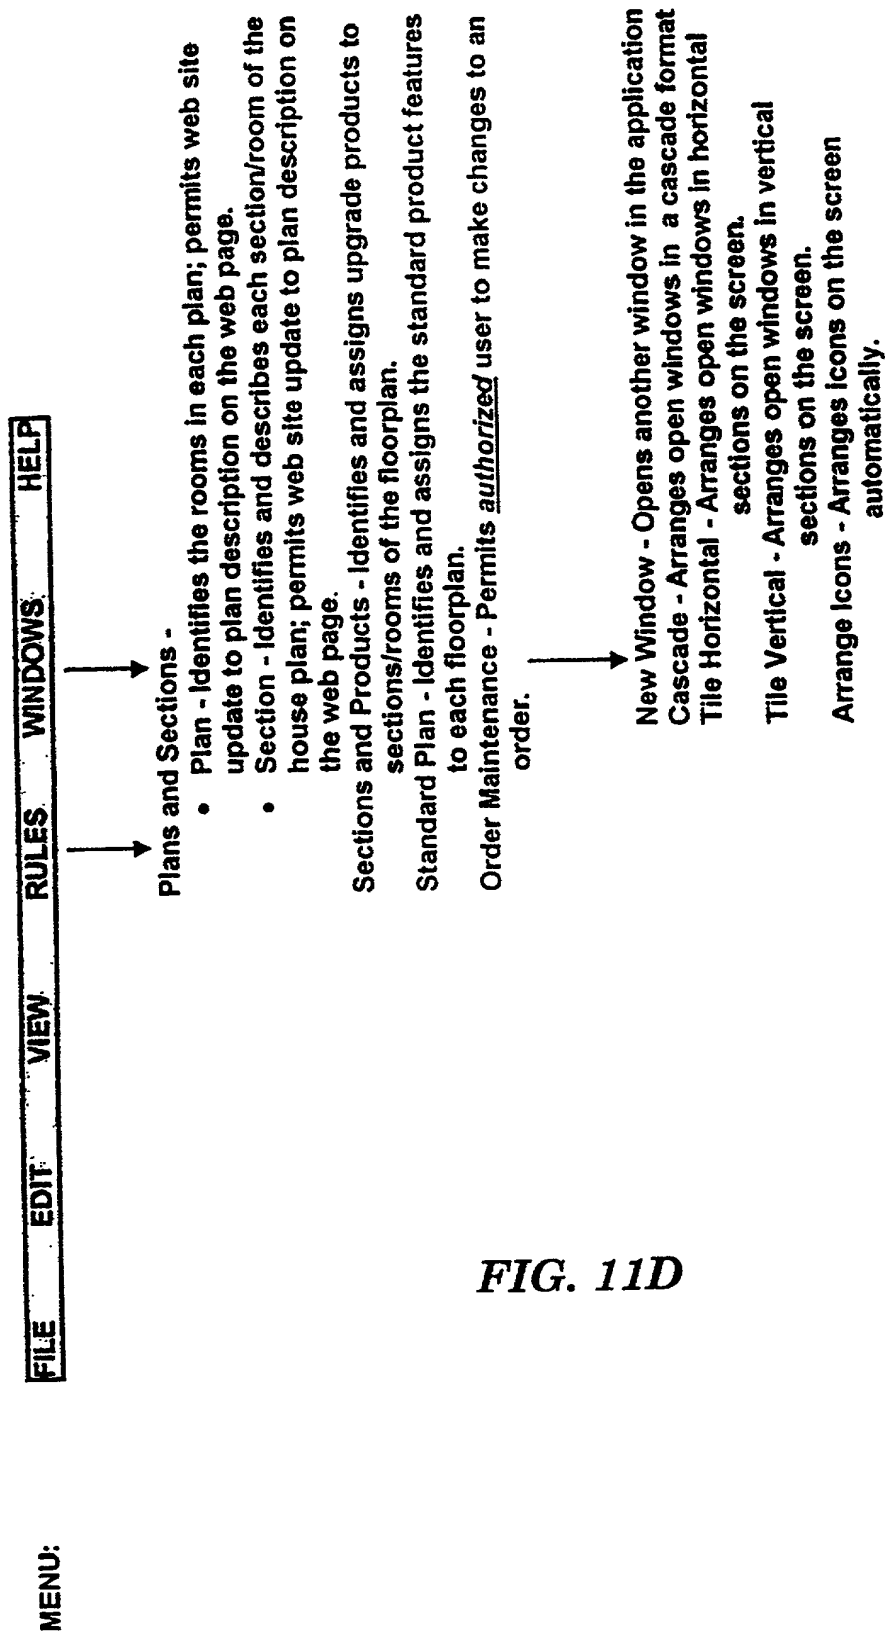 MENU:
FILE EDIT VIEW RULES WINDOWS HELP
Plans and Sections -
• Plan - Identifies the rooms in each plan; permits web site
update to plan description on the web page.
• Section - Identifies and describes each section/room of the
house plan; permits web site update to plan description on
the web page.
Sections and Products - Identifies and assigns upgrade products to
sections/rooms of the floorplan.
Standard Plan - Identifies and assigns the standard product features
to each floorplan.
Order Maintenance - Permits authorized user to make changes to an
order.
New Window - Opens another window in the application
Cascade - Arranges open windows in a cascade format
Tile Horizontal - Arranges open windows in horizontal
sections on the screen.
Tile Vertical - Arranges open windows in vertical
sections on the screen.
Arrange Icons - Arranges icons on the screen
automatically.
FIG. 11D